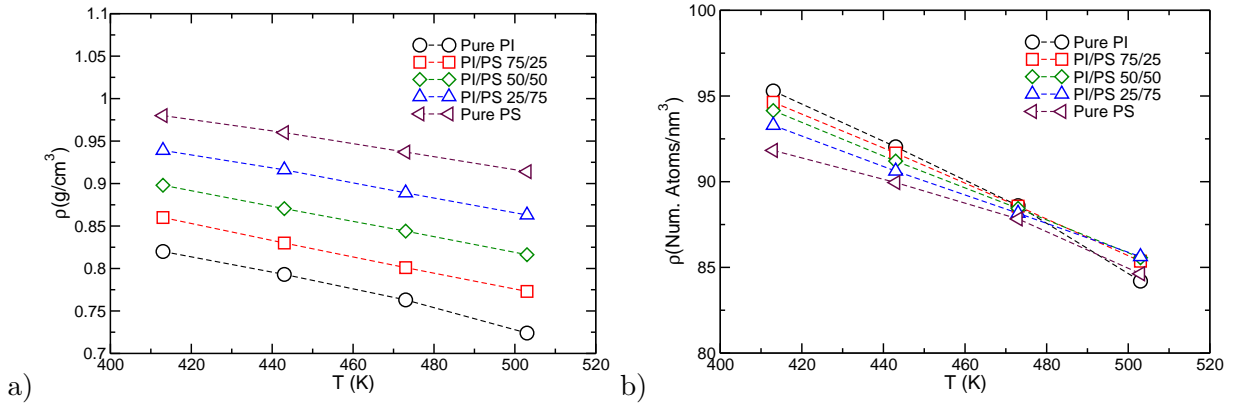 1.1
1.05
1
0.95
0.9
0.85
0.8
0.75
0.7
ρ(g/cm³)
Pure PI
PI/PS 75/25
PI/PS 50/50
PI/PS 25/75
Pure PS
400 420 440 460 480 500 520
T (K)
a)
100
95
90
85
80
ρ(Num. Atoms/nm³)
Pure PI
PI/PS 75/25
PI/PS 50/50
PI/PS 25/75
Pure PS
400 420 440 460 480 500 520
T (K)
b)